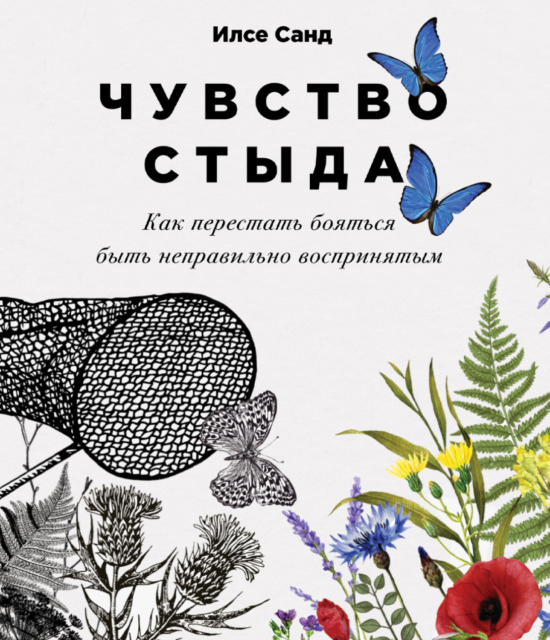 Илсе Санд
ЧУВСТВО
СТЫДА
Как перестать бояться
быть неправильно воспринятым